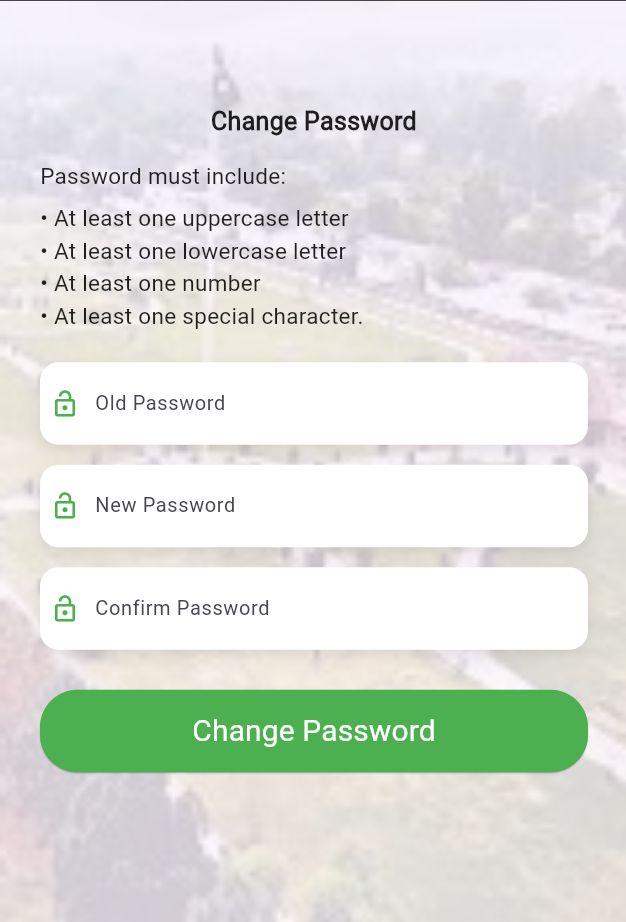 Change Password
Password must include:
• At least one uppercase letter
• At least one lowercase letter
• At least one number
• At least one special character.
Old Password
New Password
Confirm Password
Change Password